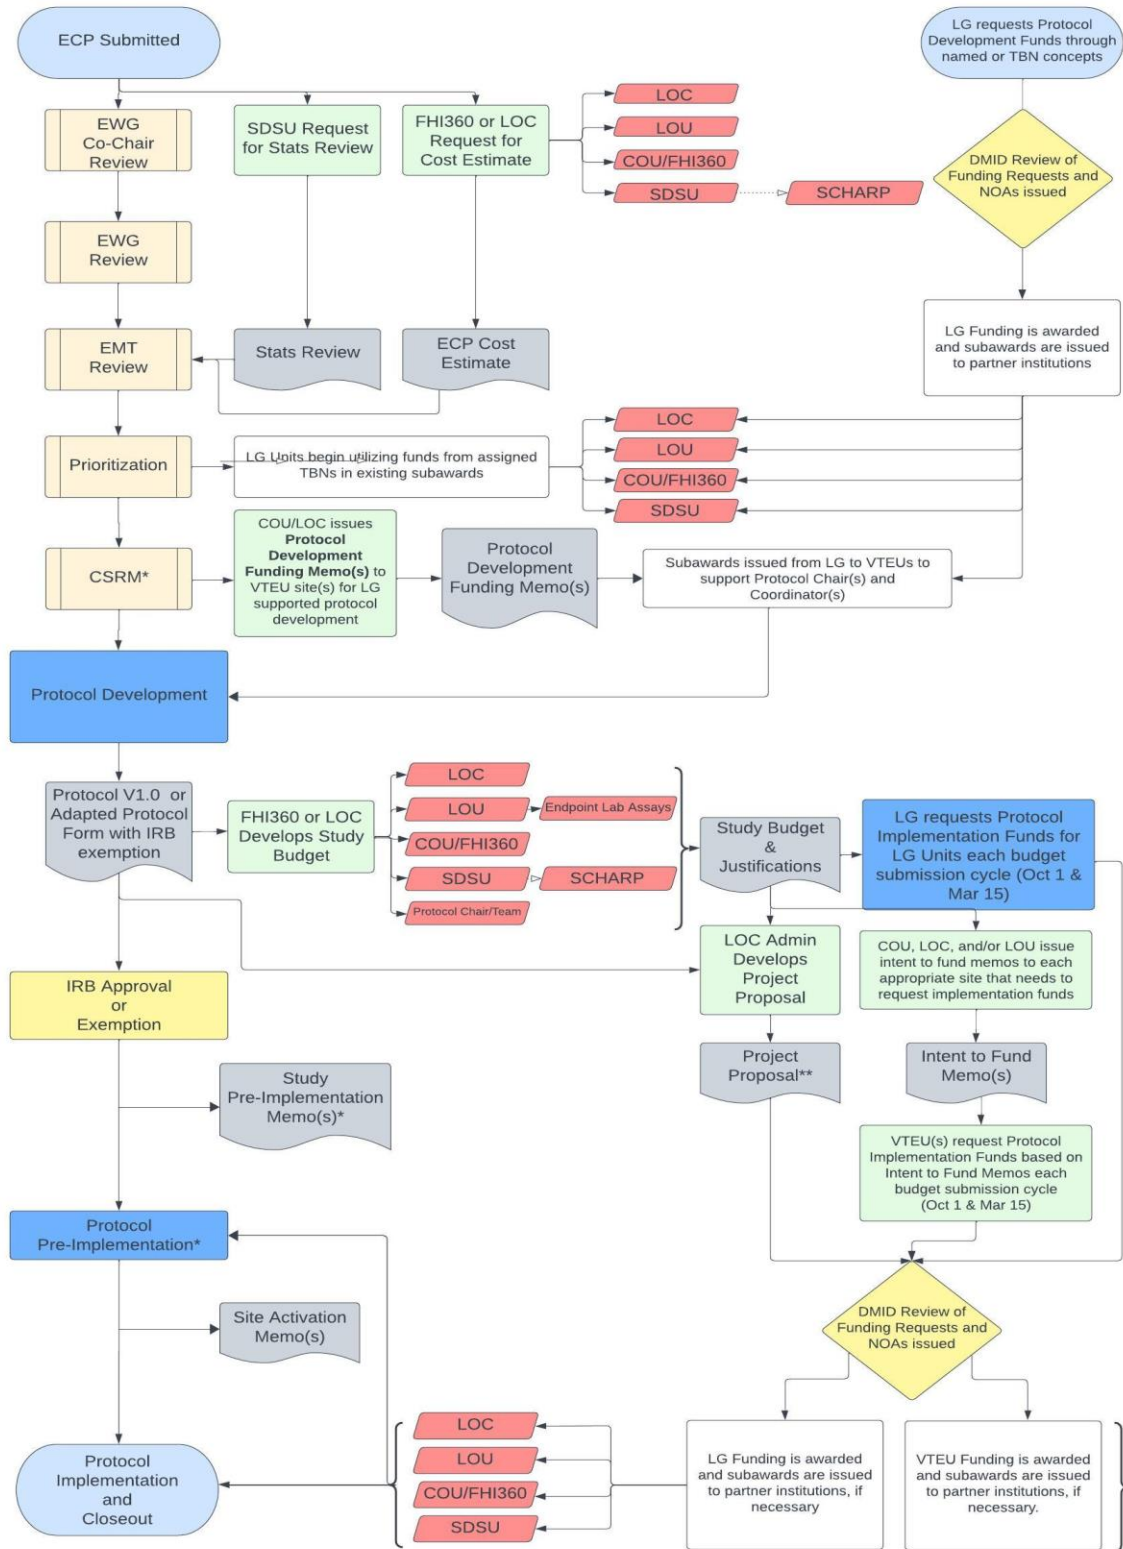 ECP Submitted
LG requests Protocol
Development Funds through
named or TBN concepts
EWG
Co-Chair
Review
SDSU Request
for Stats Review
FHI360 or LOC
Request for
Cost Estimate
LOC
LOU
COU/FHI360
SDSU
SCHARP
DMID Review of
Funding Requests and
NOAs issued
EWG
Review
EMT
Review
Stats Review
ECP Cost
Estimate
LG Funding is awarded
and subawards are issued
to partner institutions
Prioritization
LG Units begin utilizing funds from assigned
TBNs in existing subawards
LOC
LOU
COU/FHI360
SDSU
CSRM*
COU/LOC issues
Protocol
Development
Funding Memo(s) to
VTEU site(s) for LG
supported protocol
development
Protocol
Development
Funding Memo(s)
Subawards issued from LG to VTEUs to
support Protocol Chair(s) and
Coordinator(s)
Protocol Development
Protocol V1.0 or
Adapted Protocol
Form with IRB
exemption
FHI360 or LOC
Develops Study
Budget
LOC
LOU
Endpoint Lab Assays
COU/FHI360
SDSU
SCHARP
Protocol Chair/Team
Study Budget
&
Justifications
LG requests Protocol
Implementation Funds for
LG Units each budget
submission cycle (Oct 1 &
Mar 15)
LOC Admin
Develops
Project
Proposal
COU, LOC, and/or LOU issue
intent to fund memos to each
appropriate site that needs to
request implementation funds
IRB Approval
or
Exemption
Project
Proposal**
Intent to Fund
Memo(s)
Study
Pre-Implementation
Memo(s)*
VTEU(s) request Protocol
Implementation Funds based on
Intent to Fund Memos each
budget submission cycle
(Oct 1 & Mar 15)
Protocol
Pre-Implementation*
Site Activation
Memo(s)
DMID Review of
Funding Requests and
NOAs issued
Protocol
Implementation
and
Closeout
LOC
LOU
COU/FHI360
SDSU
LG Funding is awarded
and subawards are issued
to partner institutions, if
necessary
VTEU Funding is awarded
and subawards are issued
to partner institutions, if
necessary.